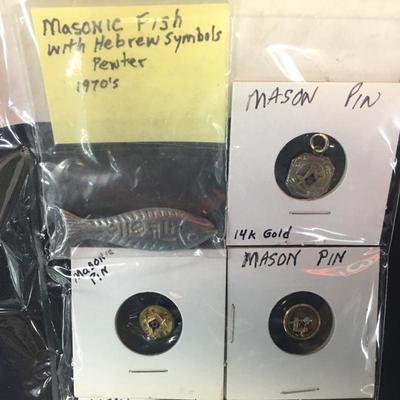 Masonic Fish
with Hebrew Symbols
Pewter
1970's
MASON PIN
14k Gold
Masonic
Pin
MASON PIN